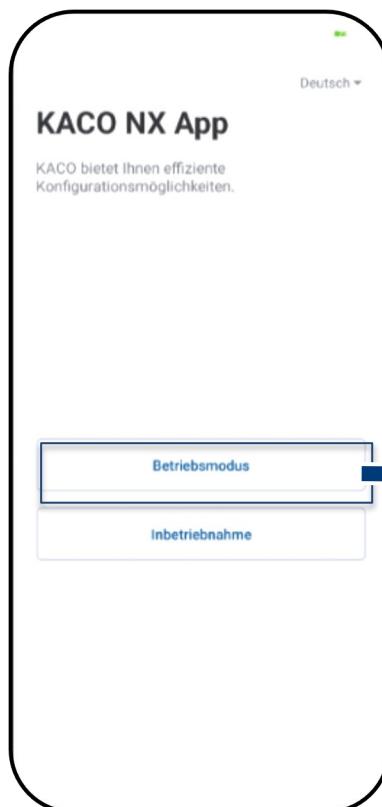 Deutsch
KACO NX App
KACO bietet Ihnen effiziente
Konfigurationsmöglichkeiten.
Betriebsmodus
Inbetriebnahme